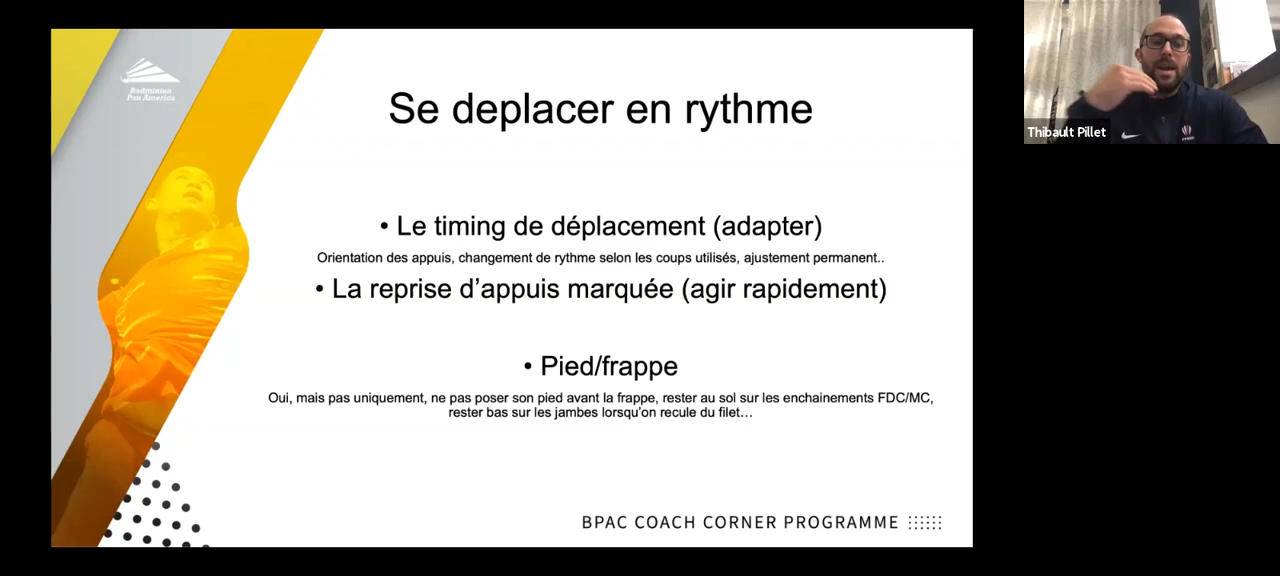 Badminton
Pan America
Se deplacer en rythme
• Le timing de déplacement (adapter)
Orientation des appuis, changement de rythme selon les coups utilisés, ajustement permanent..
• La reprise d'appuis marquée (agir rapidement)
• Pied/frappe
Oui, mais pas uniquement, ne pas poser son pied avant la frappe, rester au sol sur les enchainements FDC/MC,
rester bas sur les jambes lorsqu'on recule du filet…
BPAC COACH CORNER PROGRAMME
Thibault Pillet